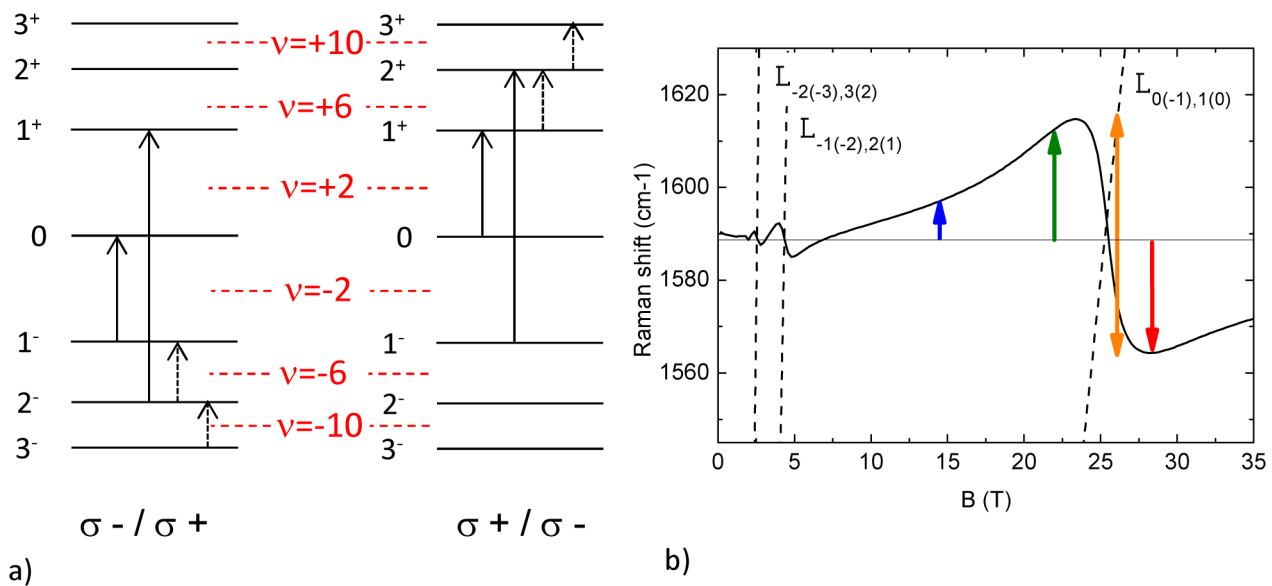 3⁺
ν=+10
2⁺
ν=+6
1⁺
ν=+2
0
ν=-2
1⁻
ν=-6
2⁻
ν=-10
3⁻
σ - / σ +
a)
3⁺
2⁺
1⁺
0
1⁻
2⁻
3⁻
σ + / σ -
Raman shift (cm-1)
1620
1600
1580
1560
L-2(-3),3(2)
L-1(-2),2(1)
L0(-1),1(0)
0 5 10 15 20 25 30 35
B (T)
b)